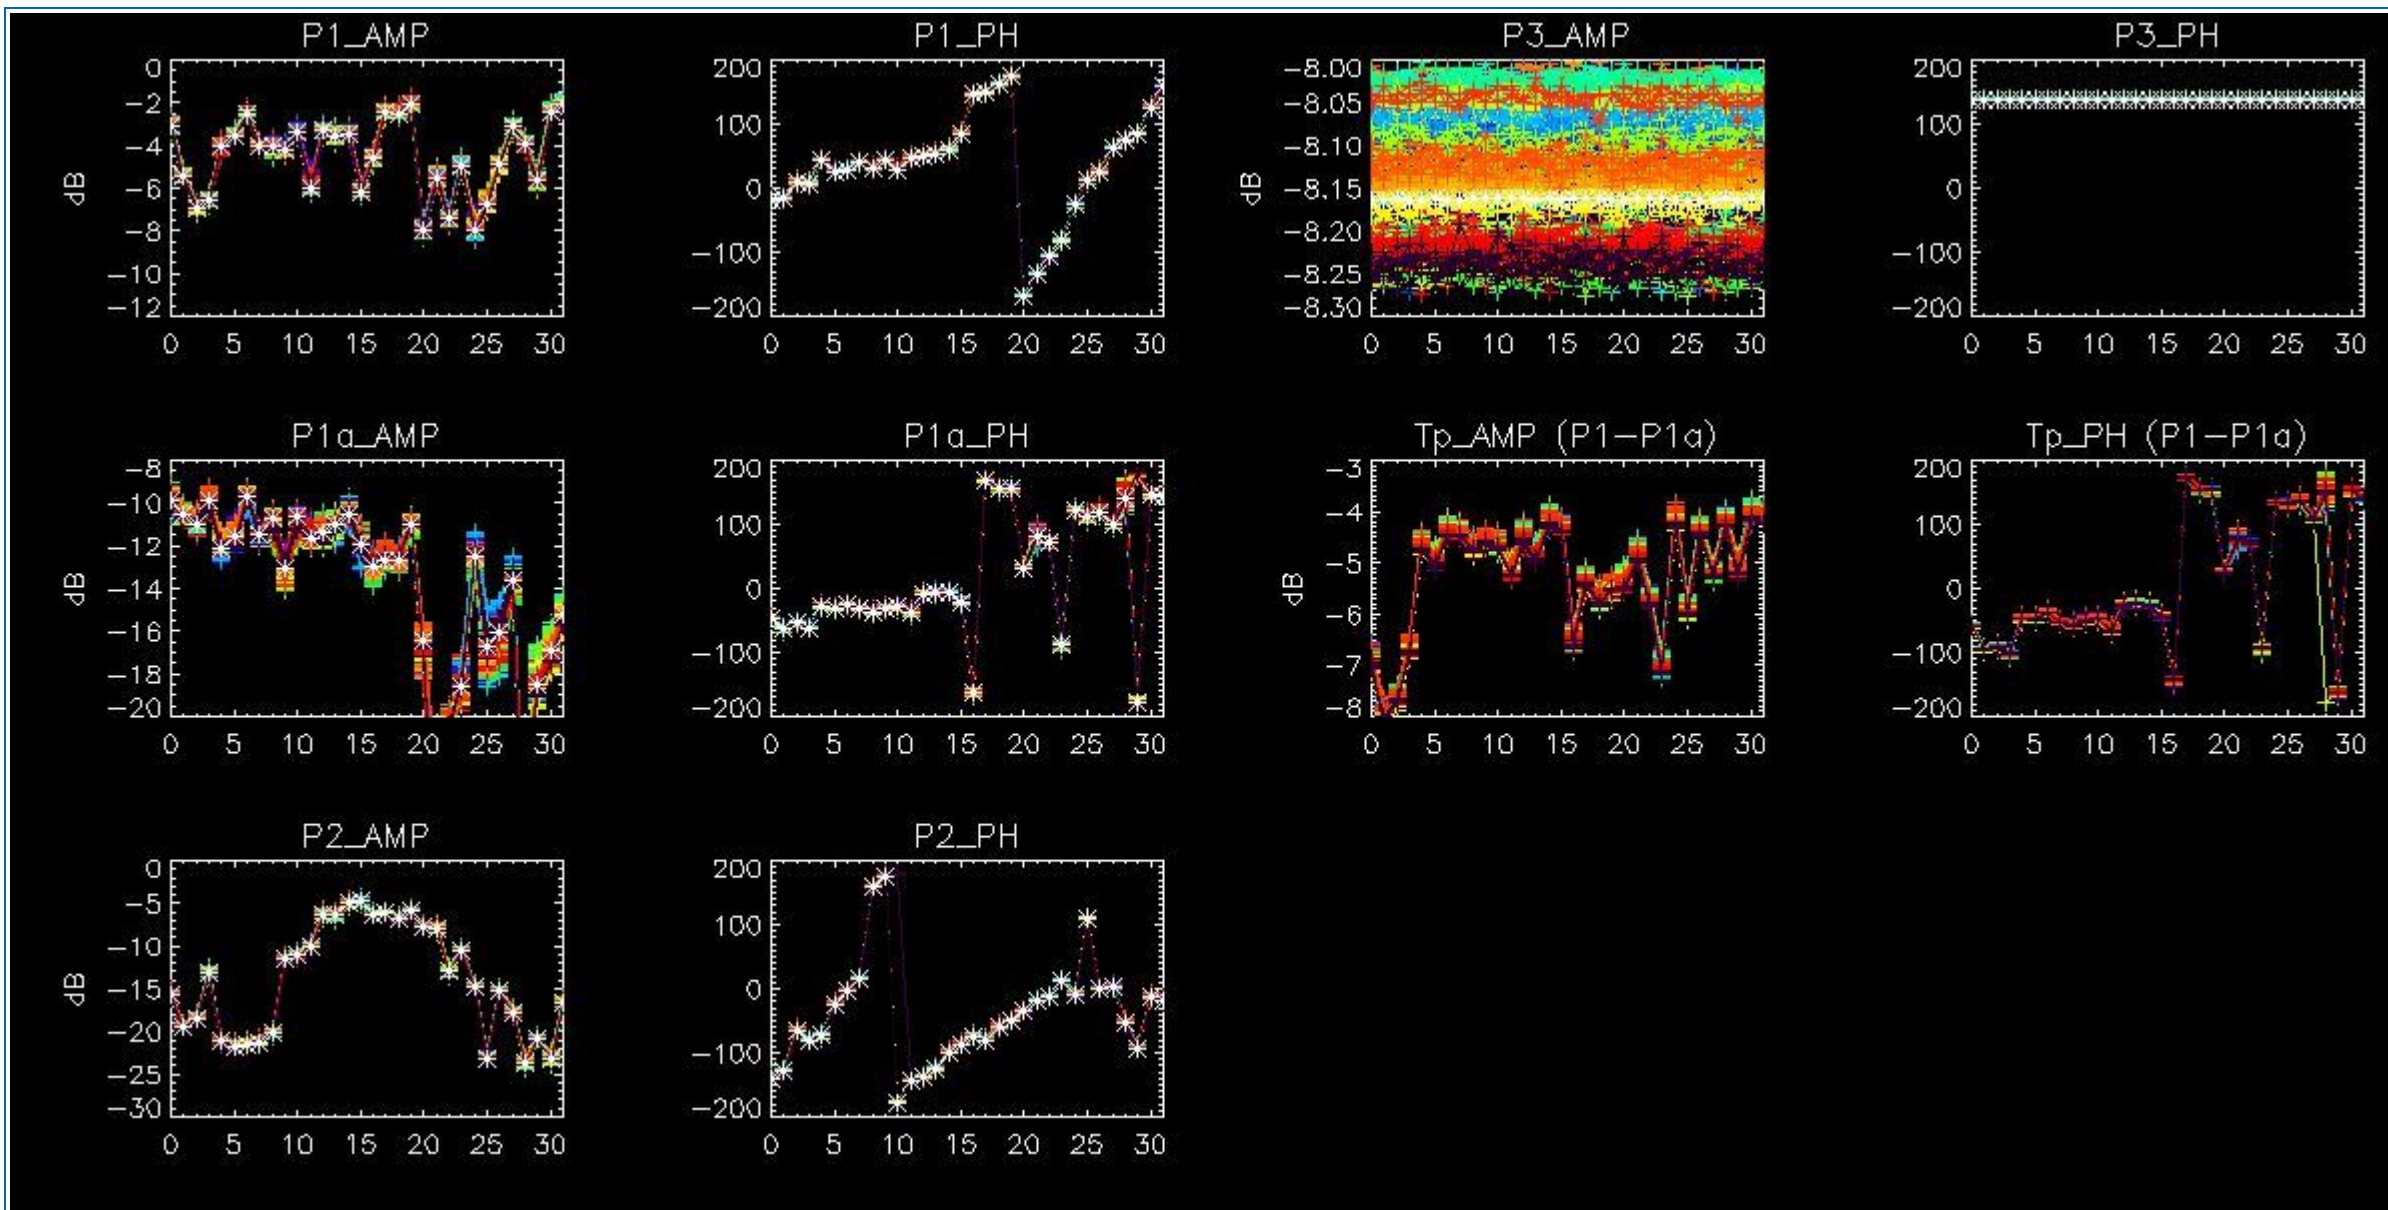 P1_AMP
0
−2
−4
−6
−8
−10
−12
dB
0 5 10 15 20 25 30
P1_PH
200
100
0
−100
−200
0 5 10 15 20 25 30
P3_AMP
−8.00
−8.05
−8.10
−8.15
−8.20
−8.25
−8.30
dB
0 5 10 15 20 25 30
P3_PH
200
100
0
−100
−200
0 5 10 15 20 25 30
P1a_AMP
−8
−10
−12
−14
−16
−18
−20
dB
0 5 10 15 20 25 30
P1a_PH
200
100
0
−100
−200
0 5 10 15 20 25 30
Tp_AMP (P1−P1a)
−3
−4
−5
−6
−7
−8
dB
0 5 10 15 20 25 30
Tp_PH (P1−P1a)
200
100
0
−100
−200
0 5 10 15 20 25 30
P2_AMP
0
−5
−10
−15
−20
−25
−30
dB
0 5 10 15 20 25 30
P2_PH
200
100
0
−100
−200
0 5 10 15 20 25 30